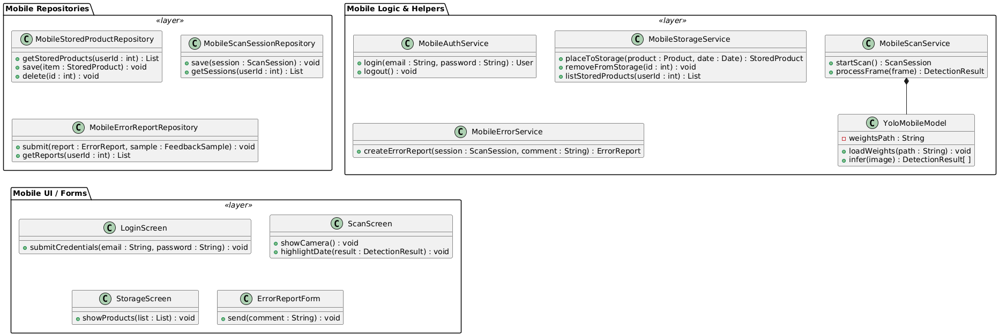 Mobile Repositories
«layer»
C MobileStoredProductRepository
getStoredProducts(userId : int) : List
save(item : StoredProduct) : void
delete(id : int) : void
C MobileScanSessionRepository
save(session : ScanSession) : void
getSessions(userId : int) : List
C MobileErrorReportRepository
submit(report : ErrorReport, sample : FeedbackSample) : void
getReports(userId : int) : List
Mobile Logic & Helpers
«layer»
C MobileAuthService
login(email : String, password : String) : User
logout() : void
C MobileStorageService
placeToStorage(product : Product, date : Date) : StoredProduct
removeFromStorage(id : int) : void
listStoredProducts(userId : int) : List
C MobileScanService
startScan() : ScanSession
processFrame(frame) : DetectionResult
C MobileErrorService
createErrorReport(session : ScanSession, comment : String) : ErrorReport
C YoloMobileModel
weightsPath : String
loadWeights(path : String) : void
infer(image) : DetectionResult[ ]
Mobile UI / Forms
«layer»
C LoginScreen
submitCredentials(email : String, password : String) : void
C ScanScreen
showCamera() : void
highlightDate(result : DetectionResult) : void
C StorageScreen
showProducts(list : List) : void
C ErrorReportForm
send(comment : String) : void